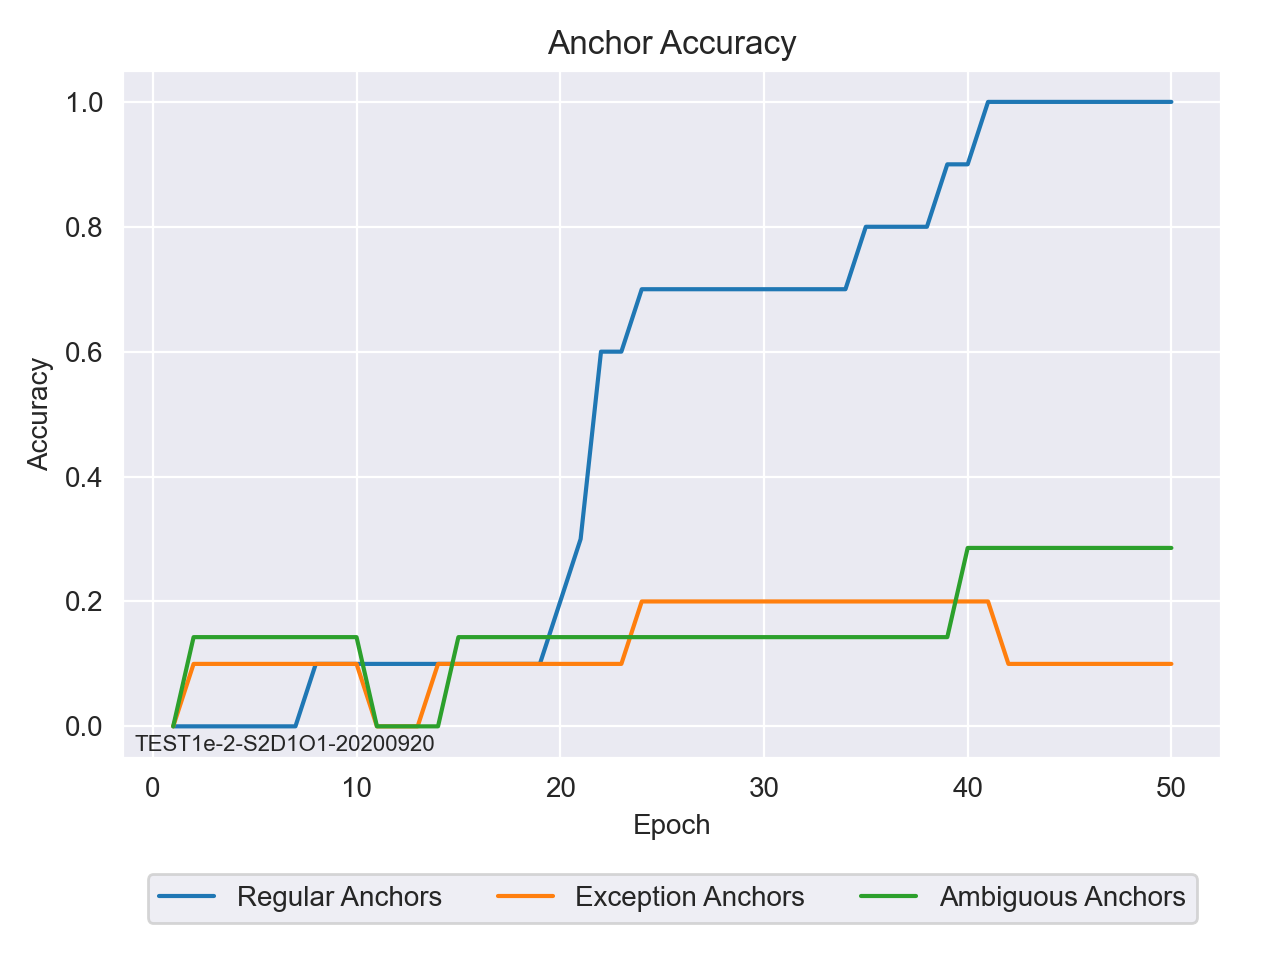 Anchor Accuracy
Accuracy
1.0
0.8
0.6
0.4
0.2
0.0
TEST1e-2-S2D1O1-20200920
0 10 20 30 40 50
Epoch
Regular Anchors Exception Anchors Ambiguous Anchors